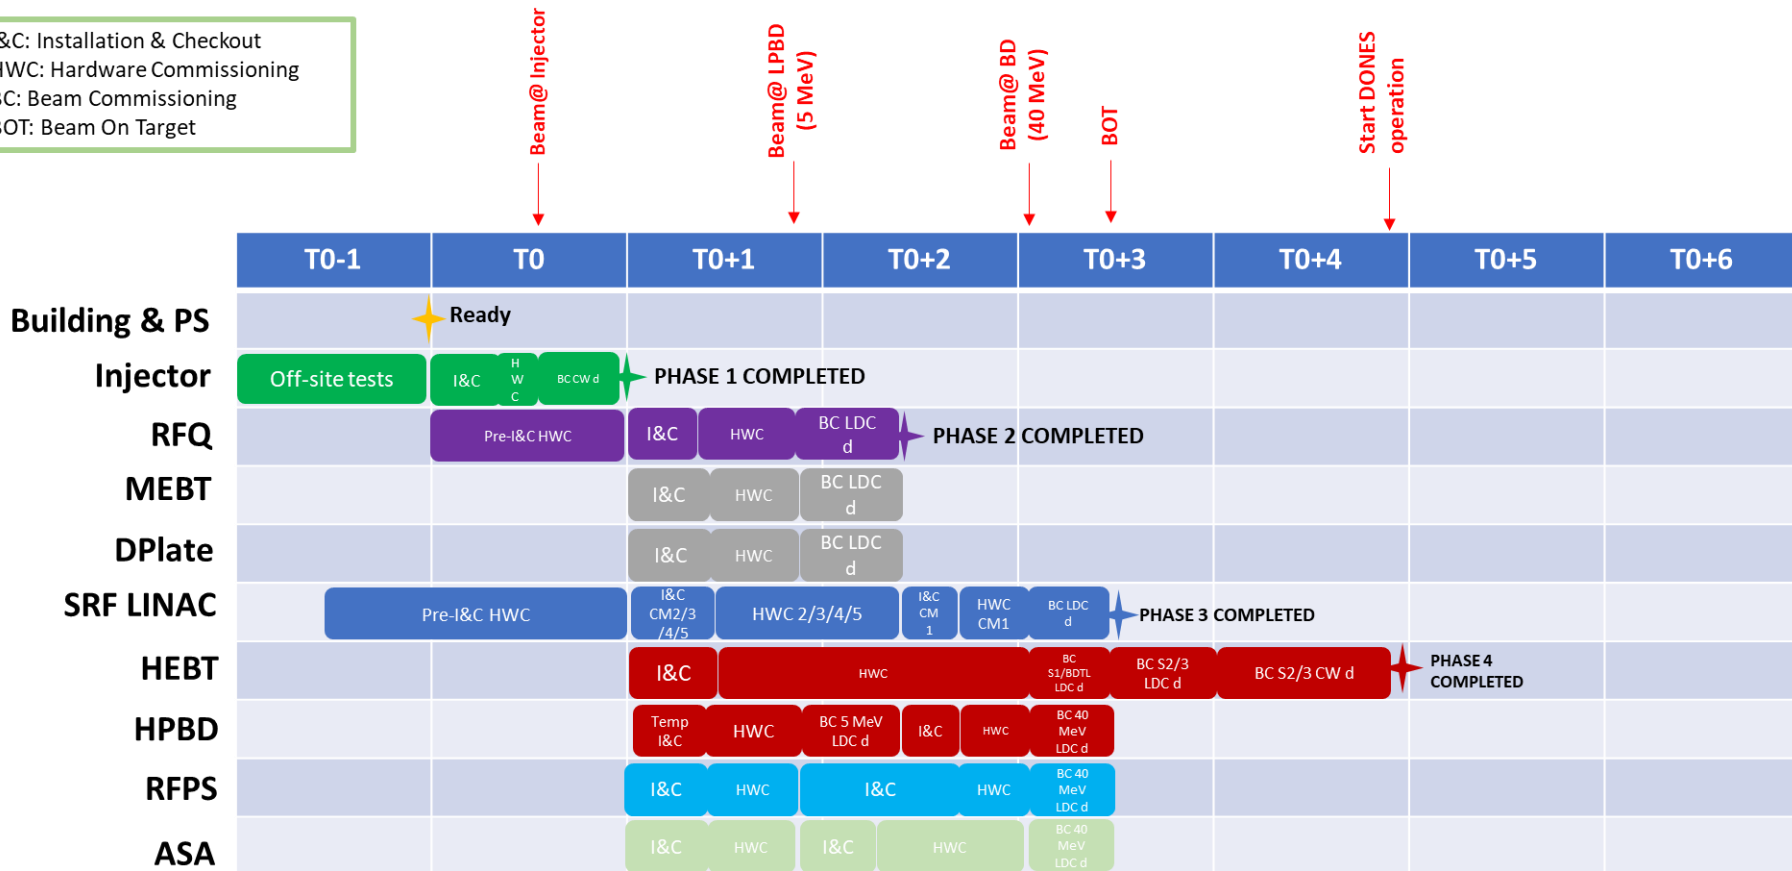 &C: Installation & Checkout
HWC: Hardware Commissioning
BC: Beam Commissioning
BOT: Beam On Target
Beam@ Injector
Beam@ LPBD
(5 MeV)
Beam@ BD
(40 MeV)
BOT
Start DONES
operation
T0-1
T0
T0+1
T0+2
T0+3
T0+4
T0+5
T0+6
Building & PS
Ready
Injector
Off-site tests
I&C
H
W
C
BC CW d
PHASE 1 COMPLETED
RFQ
Pre-I&C HWC
I&C
HWC
BC LDC
d
PHASE 2 COMPLETED
MEBT
I&C
HWC
BC LDC
d
DPlate
I&C
HWC
BC LDC
d
SRF LINAC
Pre-I&C HWC
I&C
CM2/3
/4/5
HWC 2/3/4/5
I&C
CM
1
HWC
CM1
BC LDC
d
PHASE 3 COMPLETED
HEBT
I&C
HWC
BC
S1/BDTL
LDC d
BC S2/3
LDC d
BC S2/3 CW d
PHASE 4
COMPLETED
HPBD
Temp
I&C
HWC
BC 5 MeV
LDC d
I&C
HWC
BC 40
MeV
LDC d
RFPS
I&C
HWC
I&C
HWC
BC 40
MeV
LDC d
ASA
I&C
HWC
I&C
HWC
BC 40
MeV
LDC d